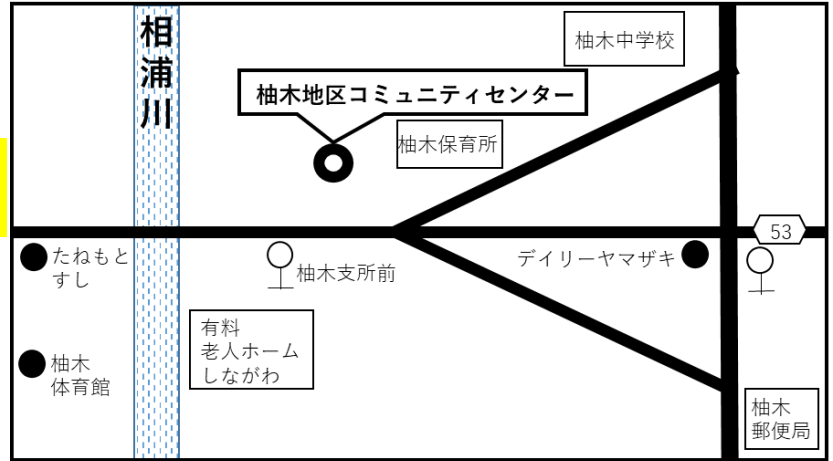 相浦川
柚木中学校
柚木地区コミュニティセンター
柚木保育所
53
たねもと
すし
柚木支所前
デイリーヤマザキ
有料
老人ホーム
しながわ
柚木
体育館
柚木
郵便局